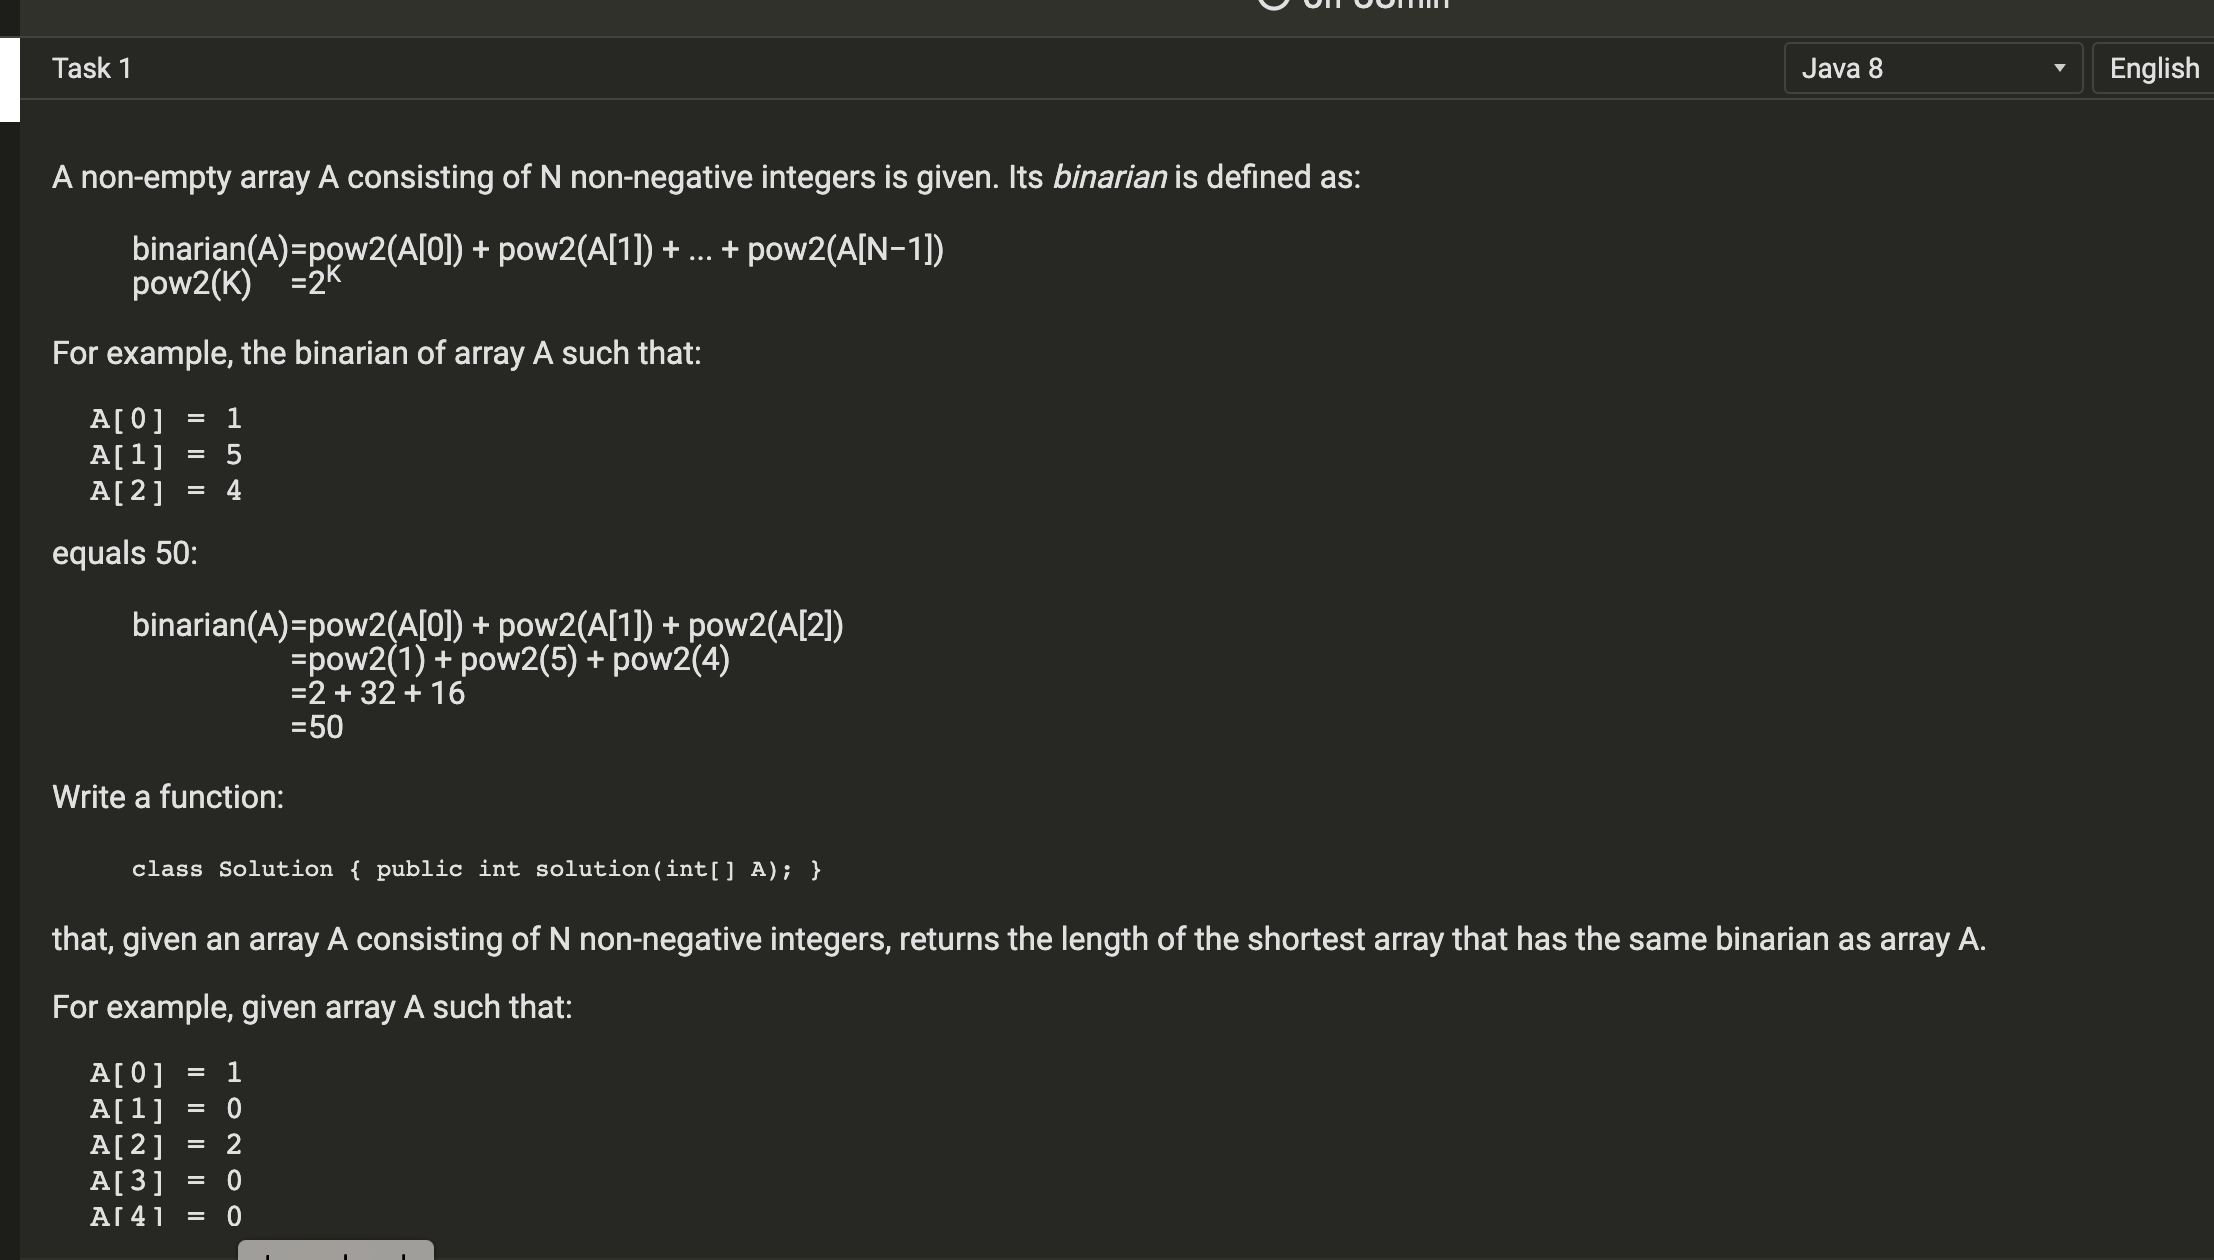 Task 1
Java 8
English
A non-empty array A consisting of N non-negative integers is given. Its binarian is defined as:
binarian(A)=pow2(A[0]) + pow2(A[1]) + ... + pow2(A[N−1])
pow2(K) =2ᴷ
For example, the binarian of array A such that:
A[0] = 1
A[1] = 5
A[2] = 4
equals 50:
binarian(A)=pow2(A[0]) + pow2(A[1]) + pow2(A[2])
=pow2(1) + pow2(5) + pow2(4)
=2 + 32 + 16
=50
Write a function:
class Solution { public int solution(int[] A); }
that, given an array A consisting of N non-negative integers, returns the length of the shortest array that has the same binarian as array A.
For example, given array A such that:
A[0] = 1
A[1] = 0
A[2] = 2
A[3] = 0
A[4] = 0